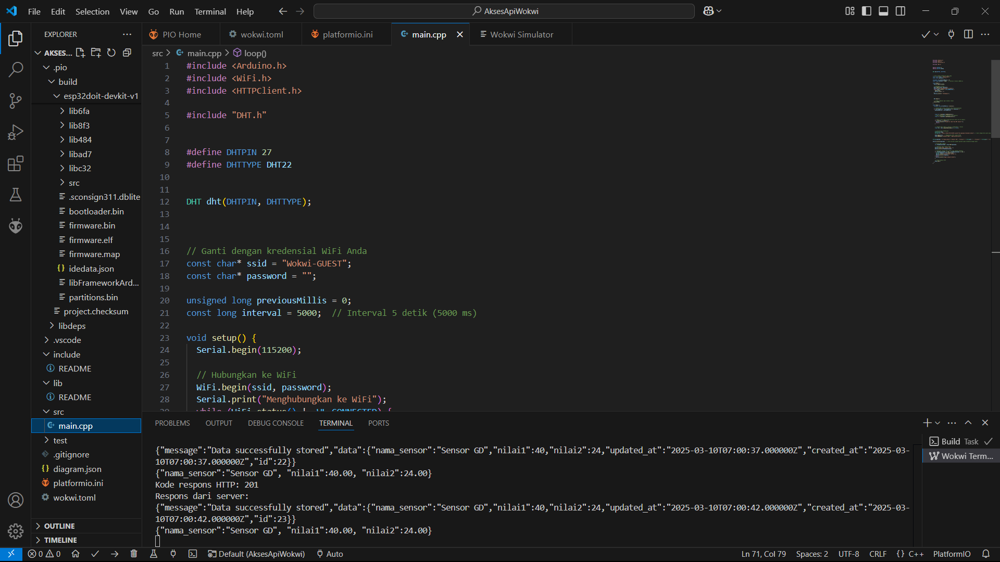 File Edit Selection View Go Run Terminal Help
AksesApiWokwi
EXPLORER
PIO Home
wokwi.toml
platformio.ini
main.cpp
Wokwi Simulator
AKSES...
.pio
build
esp32doit-devkit-v1
lib6fa
lib8f3
lib484
libad7
libc32
src
.sconsign311.dblite
bootloader.bin
firmware.bin
firmware.elf
firmware.map
idedata.json
libFrameworkArd...
partitions.bin
project.checksum
libdeps
.vscode
include
README
lib
README
src
main.cpp
test
.gitignore
diagram.json
platformio.ini
wokwi.toml
OUTLINE
TIMELINE
src > main.cpp > loop()
1 #include <Arduino.h>
2 #include <WiFi.h>
3 #include <HTTPClient.h>
4
5 #include "DHT.h"
6
7
8 #define DHTPIN 27
9 #define DHTTYPE DHT22
10
11
12 DHT dht(DHTPIN, DHTTYPE);
13
14
15
16 // Ganti dengan kredensial WiFi Anda
17 const char* ssid = "Wokwi-GUEST";
18 const char* password = "";
19
20 unsigned long previousMillis = 0;
21 const long interval = 5000;  // Interval 5 detik (5000 ms)
22
23 void setup() {
24   Serial.begin(115200);
25
26   // Hubungkan ke WiFi
27   WiFi.begin(ssid, password);
28   Serial.print("Menghubungkan ke WiFi");
PROBLEMS OUTPUT DEBUG CONSOLE TERMINAL PORTS
{"message":"Data successfully stored","data":{"nama_sensor":"Sensor GD","nilai1":40,"nilai2":24,"updated_at":"2025-03-10T07:00:37.000000Z","created_at":"2025-03-
10T07:00:37.000000Z","id":22}}
{"nama_sensor":"Sensor GD", "nilai1":40.00, "nilai2":24.00}
Kode respons HTTP: 201
Respons dari server:
{"message":"Data successfully stored","data":{"nama_sensor":"Sensor GD","nilai1":40,"nilai2":24,"updated_at":"2025-03-10T07:00:42.000000Z","created_at":"2025-03-
10T07:00:42.000000Z","id":23}}
{"nama_sensor":"Sensor GD", "nilai1":40.00, "nilai2":24.00}
Build Task
Wokwi Term...
0 0
Default (AksesApiWokwi)
Auto
Ln 71, Col 79
Spaces: 2
UTF-8
CRLF
{} C++
PlatformIO